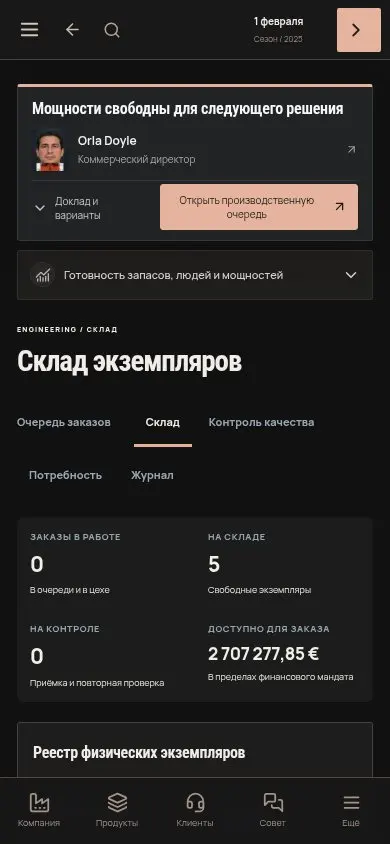 1 февраля
Сезон / 2025
Мощности свободны для следующего решения
Orla Doyle
Коммерческий директор
Доклад и
варианты
Открыть производственную
очередь
Готовность запасов, людей и мощностей
ENGINEERING / СКЛАД
Склад экземпляров
Очередь заказов
Склад
Контроль качества
Потребность
Журнал
ЗАКАЗЫ В РАБОТЕ
0
В очереди и в цехе
НА СКЛАДЕ
5
Свободные экземпляры
НА КОНТРОЛЕ
0
Приёмка и повторная проверка
ДОСТУПНО ДЛЯ ЗАКАЗА
2 707 277,85 €
В пределах финансового мандата
Реестр физических экземпляров
Компания
Продукты
Клиенты
Совет
Ещё